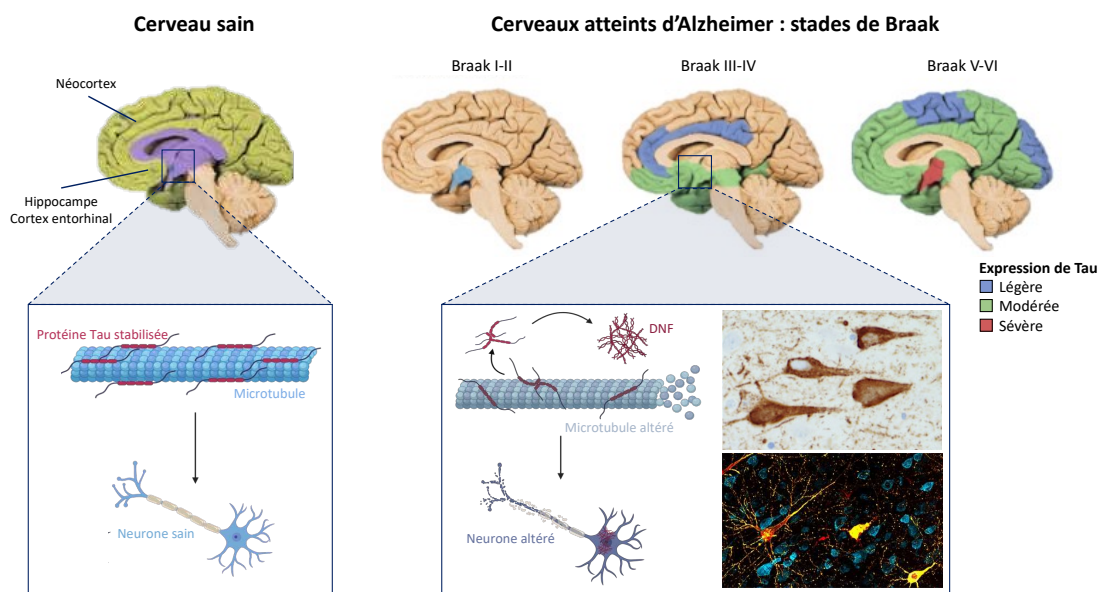 Cerveau sain
Cerveaux atteints d’Alzheimer : stades de Braak
Braak I-II
Braak III-IV
Braak V-VI
Néocortex
Hippocampe
Cortex entorhinal
Expression de Tau
Légère
Modérée
Sévère
Protéine Tau stabilisée
Microtubule
Neurone sain
DNF
Microtubule altéré
Neurone altéré